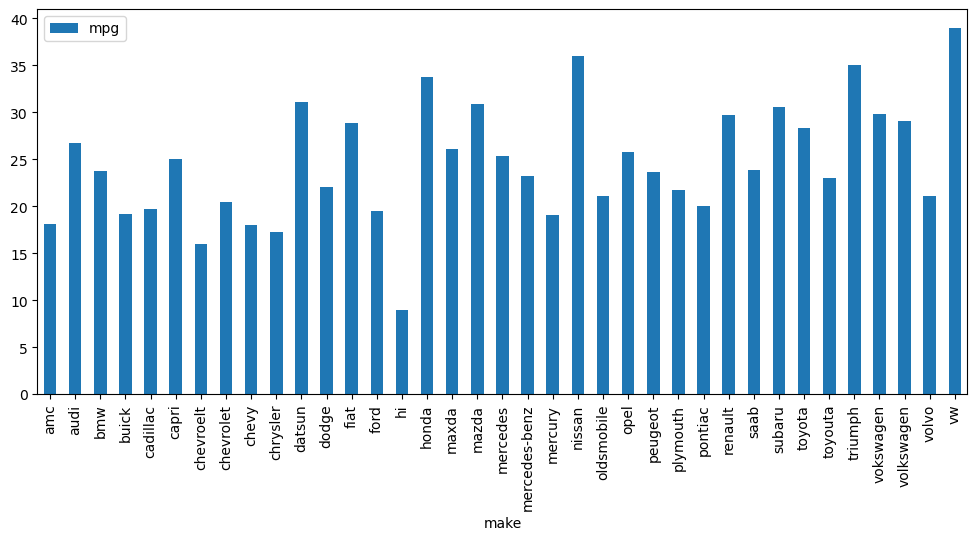 mpg
40
35
30
25
20
15
10
5
0
amc
audi
bmw
buick
cadillac
capri
chevroelt
chevrolet
chevy
chrysler
datsun
dodge
fiat
ford
hi
honda
maxda
mazda
mercedes
mercedes-benz
mercury
nissan
oldsmobile
opel
peugeot
plymouth
pontiac
renault
saab
subaru
toyota
toyouta
triumph
vokswagen
volkswagen
volvo
vw
make